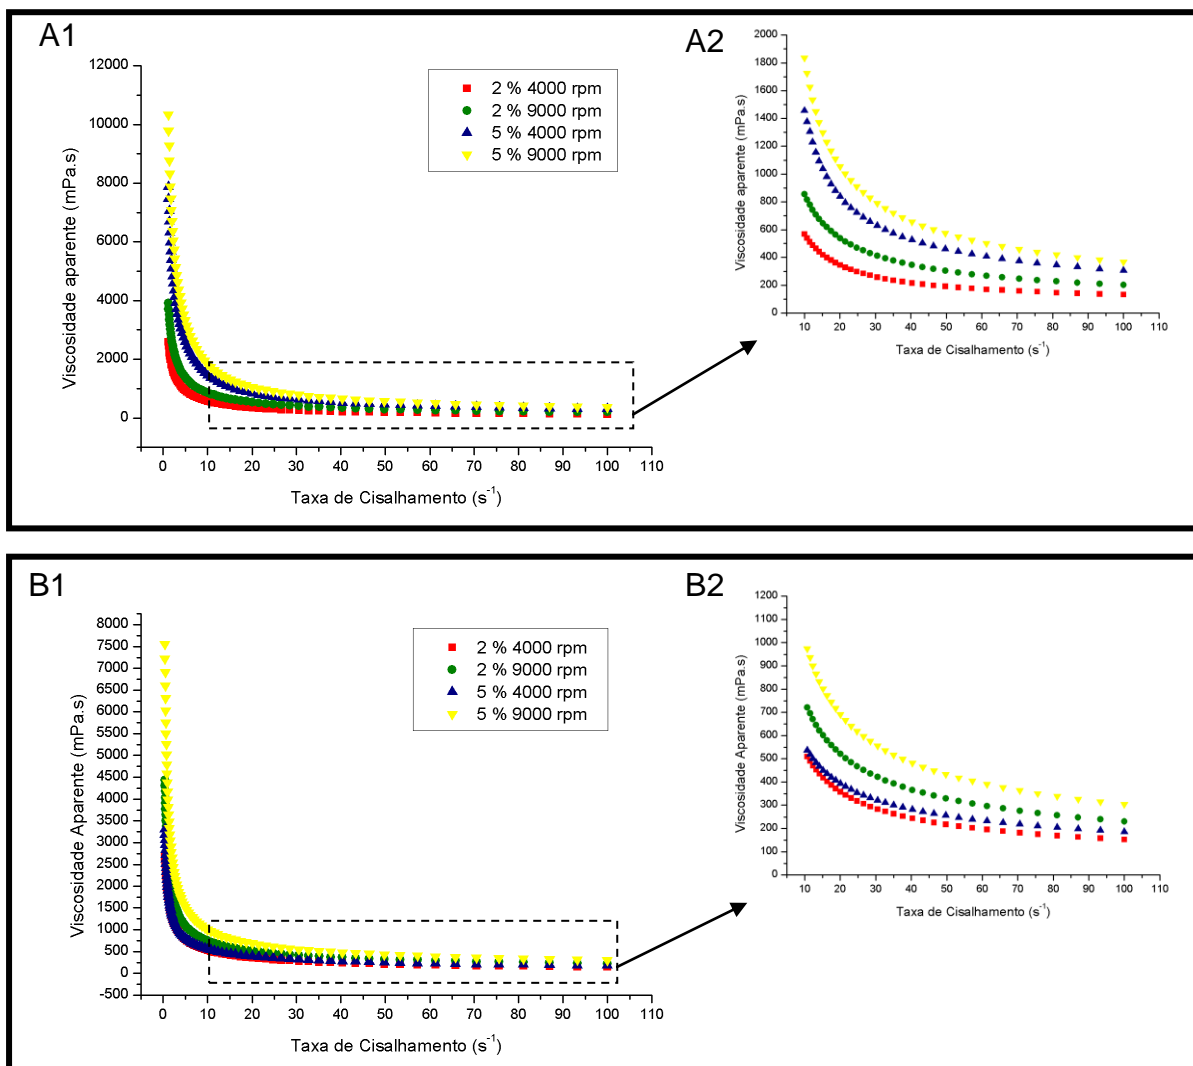 A1
12000
10000
8000
6000
4000
2000
0
Viscosidade aparente (mPa.s)
2 % 4000 rpm
2 % 9000 rpm
5 % 4000 rpm
5 % 9000 rpm
0 10 20 30 40 50 60 70 80 90 100 110
Taxa de Cisalhamento (s-1)
A2
2000
1800
1600
1400
1200
1000
800
600
400
200
0
Viscosidade aparente (mPa.s)
10 20 30 40 50 60 70 80 90 100 110
Taxa de Cisalhamento (s-1)
B1
8000
7500
7000
6500
6000
5500
5000
4500
4000
3500
3000
2500
2000
1500
1000
500
0
-500
Viscosidade Aparente (mPa.s)
2 % 4000 rpm
2 % 9000 rpm
5 % 4000 rpm
5 % 9000 rpm
0 10 20 30 40 50 60 70 80 90 100 110
Taxa de Cisalhamento (s-1)
B2
1200
1100
1000
900
800
700
600
500
400
300
200
100
0
Viscosidade Aparente (mPa.s)
10 20 30 40 50 60 70 80 90 100 110
Taxa de Cisalhamento (s-1)